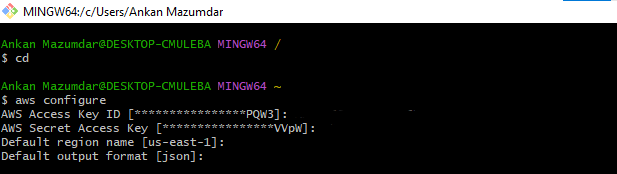 MINGW64:/c/Users/Ankan Mazumdar
Ankan Mazumdar@DESKTOP-CMULEBA MINGW64 /
$ cd
Ankan Mazumdar@DESKTOP-CMULEBA MINGW64 ~
$ aws configure
AWS Access Key ID [****************PQW3]:
AWS Secret Access Key [****************VVpW]:
Default region name [us-east-1]:
Default output format [json]: